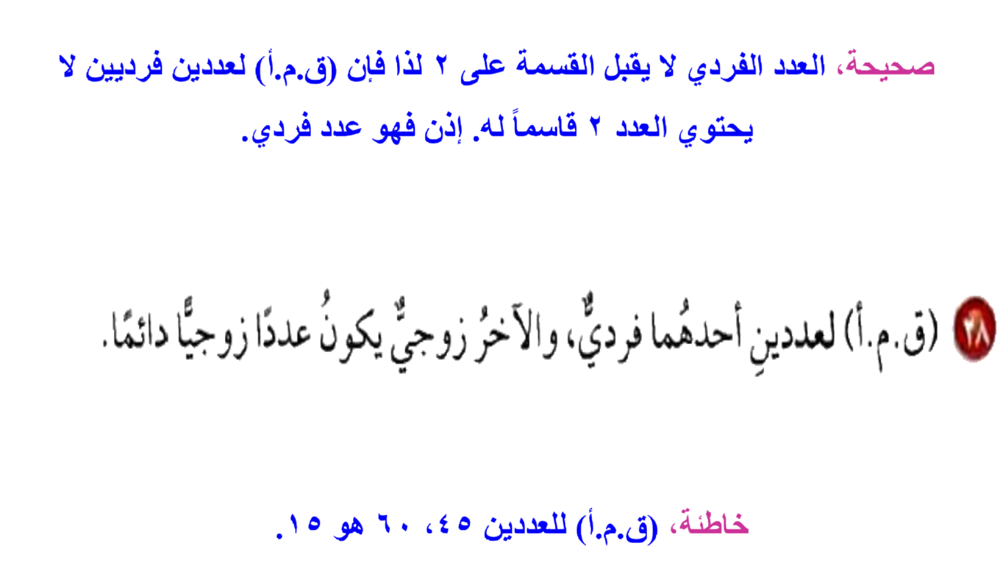 صحيحة، العدد الفردي لا يقبل القسمة على ٢ لذا فإن (ق.م.أ) لعددين فرديين لا
يحتوي العدد ٢ قاسماً له. إذن فهو عدد فردي.
٢٨ (ق.م.أ) لعددينِ أحدهُما فرديٌّ، والآخرُ زوجيٌّ يكونُ عددًا زوجيًّا دائمًا.
خاطئة، (ق.م.أ) للعددين ٤٥، ٦٠ هو ١٥.